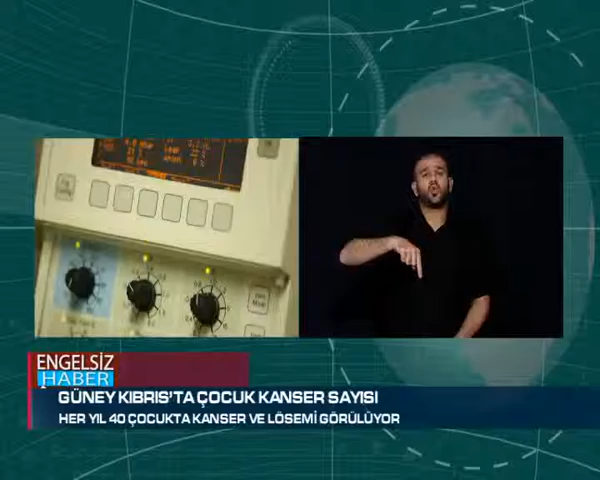 ENGELSİZ
HABER
GÜNEY KIBRIS'TA ÇOCUK KANSER SAYISI
HER YIL 40 ÇOCUKTA KANSER VE LÖSEMİ GÖRÜLÜYOR